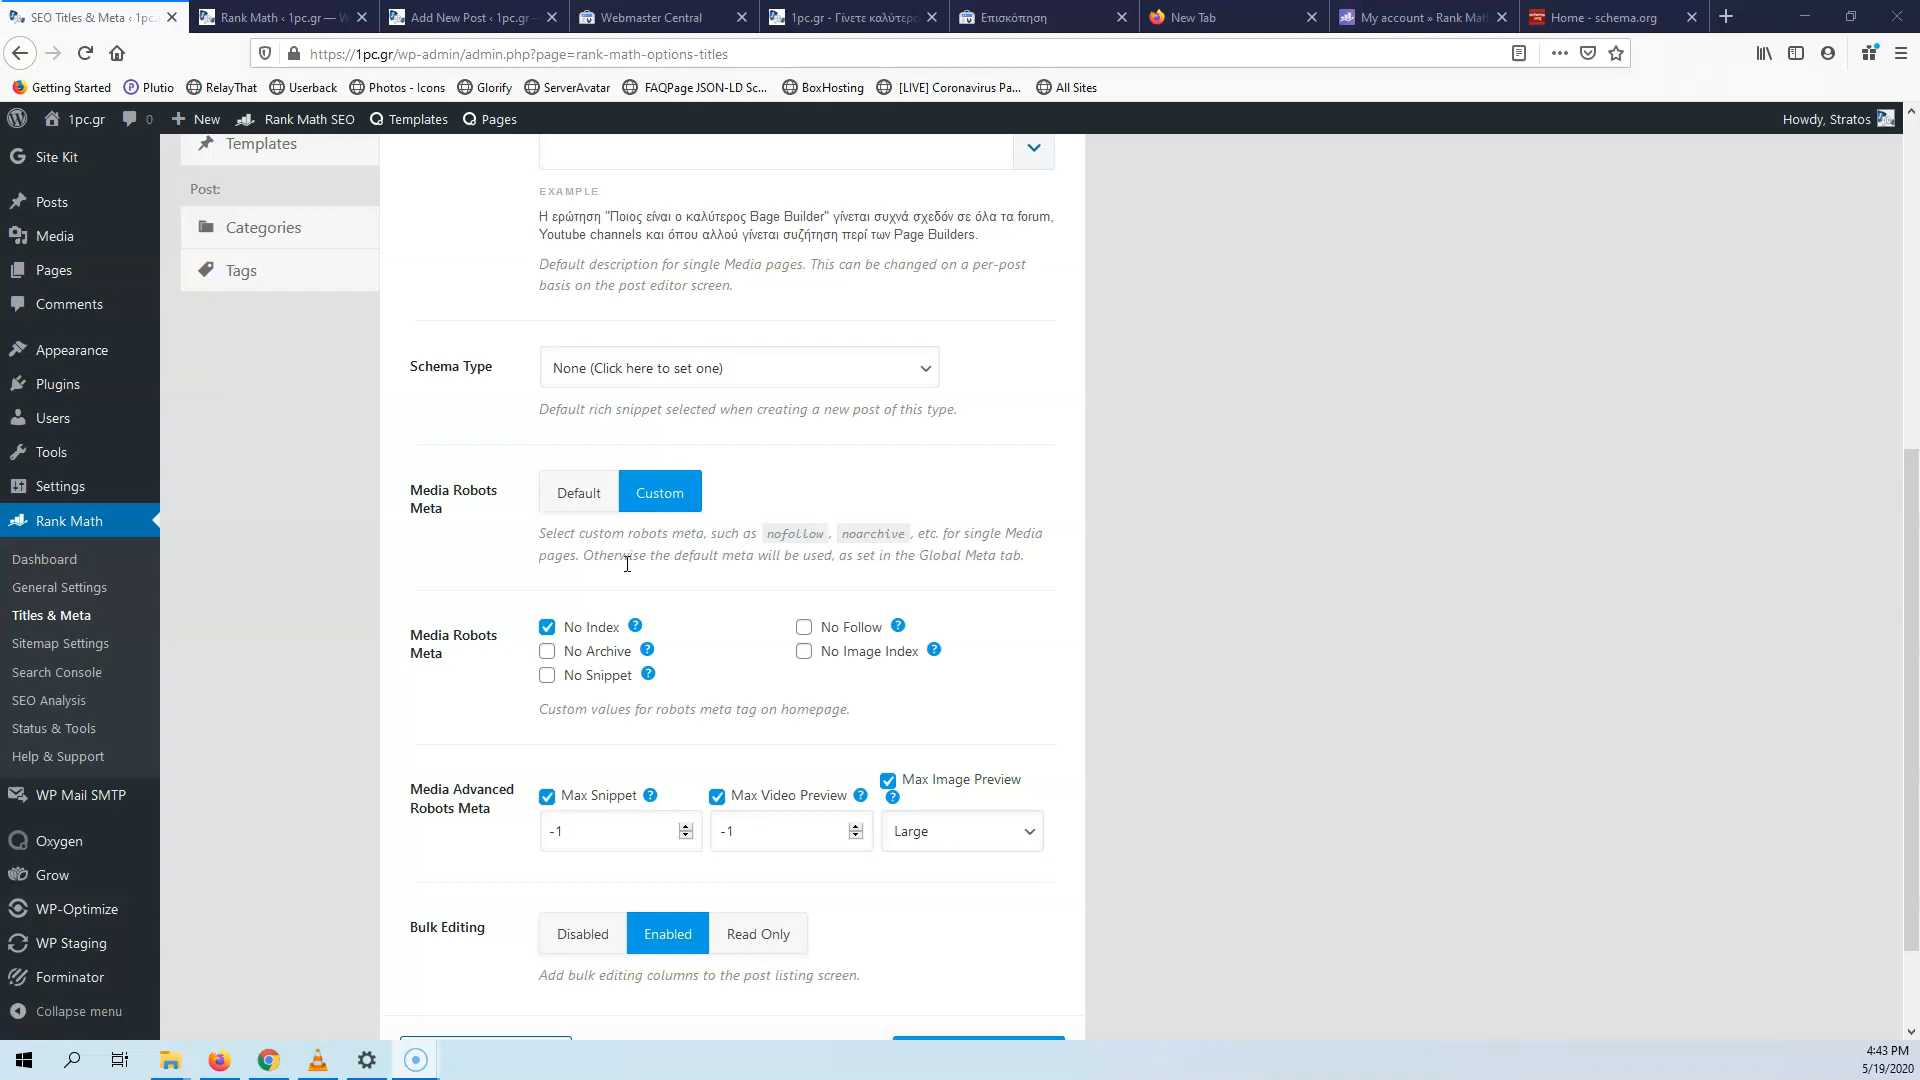 SEO Titles & Meta ‹ 1pc.
Rank Math ‹ 1pc.gr — W
Add New Post ‹ 1pc.gr —
Webmaster Central
1pc.gr - Γίνετε καλύτερο
Επισκόπηση
New Tab
My account » Rank Mat
Home - schema.org
https://1pc.gr/wp-admin/admin.php?page=rank-math-options-titles
Getting Started
Plutio
RelayThat
Userback
Photos - Icons
Glorify
ServerAvatar
FAQPage JSON-LD Sc...
BoxHosting
[LIVE] Coronavirus Pa...
All Sites
1pc.gr
0
New
Rank Math SEO
Templates
Pages
Howdy, Stratos
Site Kit
Posts
Media
Pages
Comments
Appearance
Plugins
Users
Tools
Settings
Rank Math
Dashboard
General Settings
Titles & Meta
Sitemap Settings
Search Console
SEO Analysis
Status & Tools
Help & Support
WP Mail SMTP
Oxygen
Grow
WP-Optimize
WP Staging
Forminator
Collapse menu
Templates
Post:
Categories
Tags
EXAMPLE
Η ερώτηση "Ποιος είναι ο καλύτερος Bage Builder" γίνεται συχνά σχεδόν σε όλα τα forum,
Youtube channels και όπου αλλού γίνεται συζήτηση περί των Page Builders.
Default description for single Media pages. This can be changed on a per-post
basis on the post editor screen.
Schema Type
None (Click here to set one)
Default rich snippet selected when creating a new post of this type.
Media Robots
Meta
Default
Custom
Select custom robots meta, such as nofollow, noarchive, etc. for single Media
pages. Otherwise the default meta will be used, as set in the Global Meta tab.
Media Robots
Meta
No Index
No Follow
No Archive
No Image Index
No Snippet
Custom values for robots meta tag on homepage.
Media Advanced
Robots Meta
Max Snippet
Max Video Preview
Max Image Preview
-1
-1
Large
Bulk Editing
Disabled
Enabled
Read Only
Add bulk editing columns to the post listing screen.
4:43 PM
5/19/2020